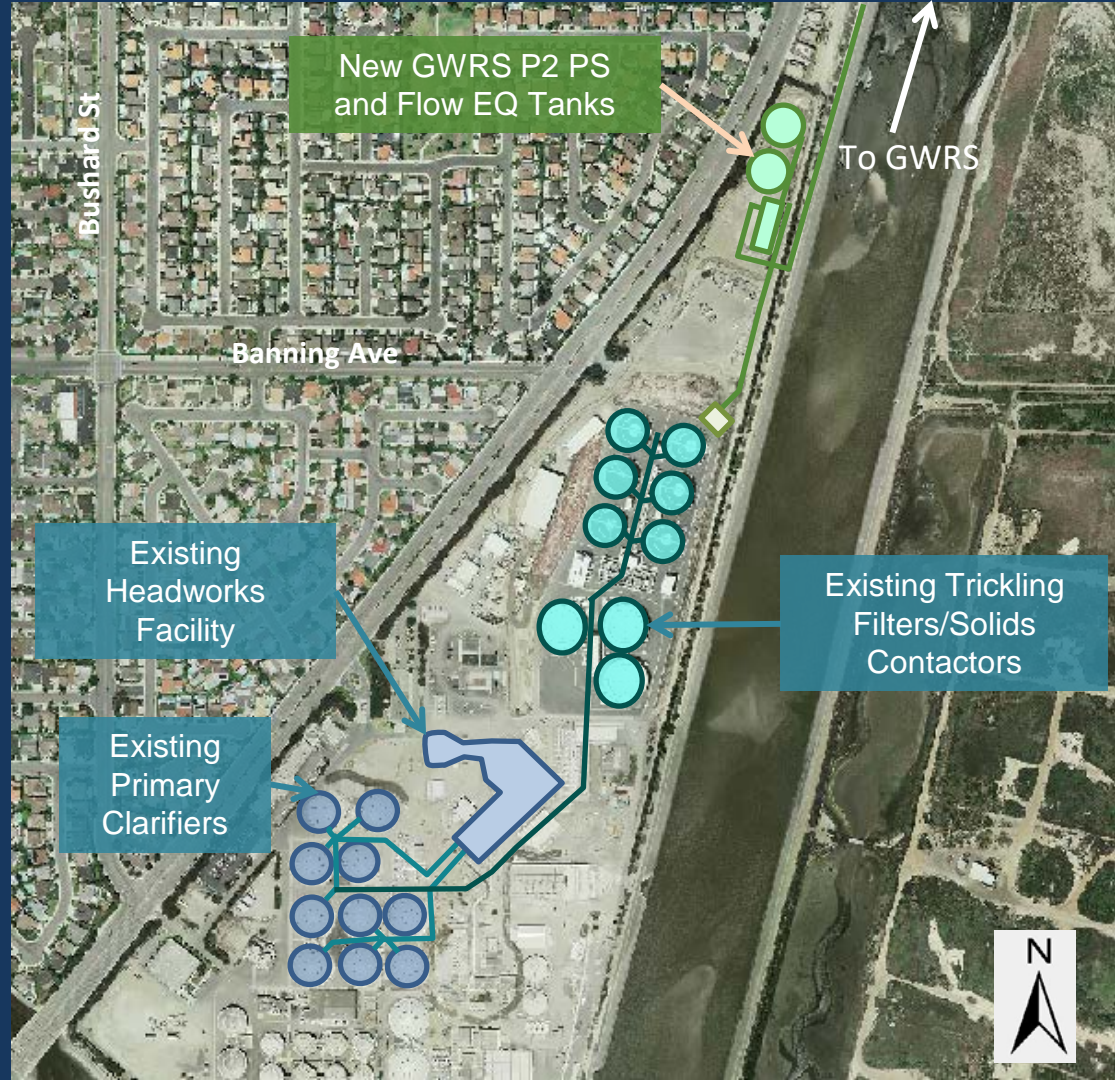 New GWRS P2 PS
and Flow EQ Tanks
To GWRS
Bushard St
Banning Ave
Existing
Headworks
Facility
Existing Trickling
Filters/Solids
Contactors
Existing
Primary
Clarifiers
N